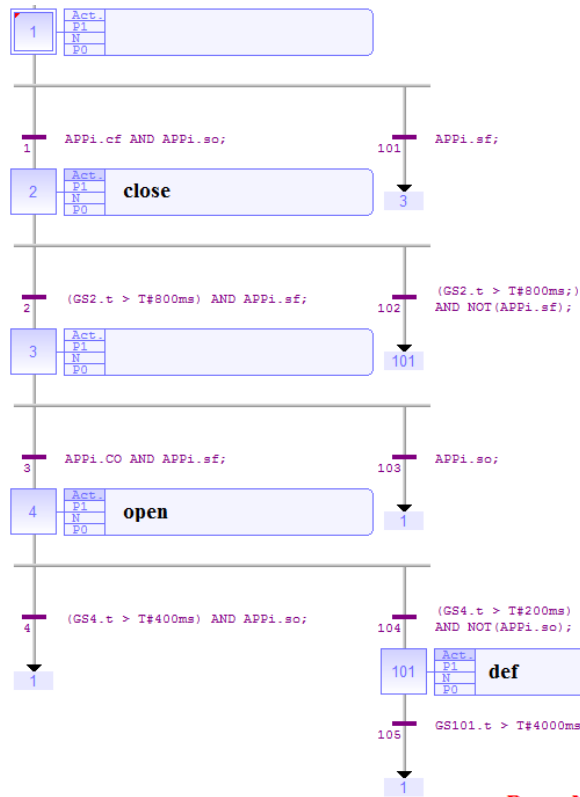 1
Act.
P1
N
P0
1
APPi.cf AND APPi.so;
101
APPi.sf;
2
Act.
P1
N
P0
close
3
2
(GS2.t > T#800ms) AND APPi.sf;
102
(GS2.t > T#800ms;)
AND NOT(APPi.sf);
3
Act.
P1
N
P0
101
3
APPi.CO AND APPi.sf;
103
APPi.so;
4
Act.
P1
N
P0
open
1
4
(GS4.t > T#400ms) AND APPi.so;
104
(GS4.t > T#200ms)
AND NOT(APPi.so);
1
101
Act.
P1
N
P0
def
105
GS101.t > T#4000ms
1